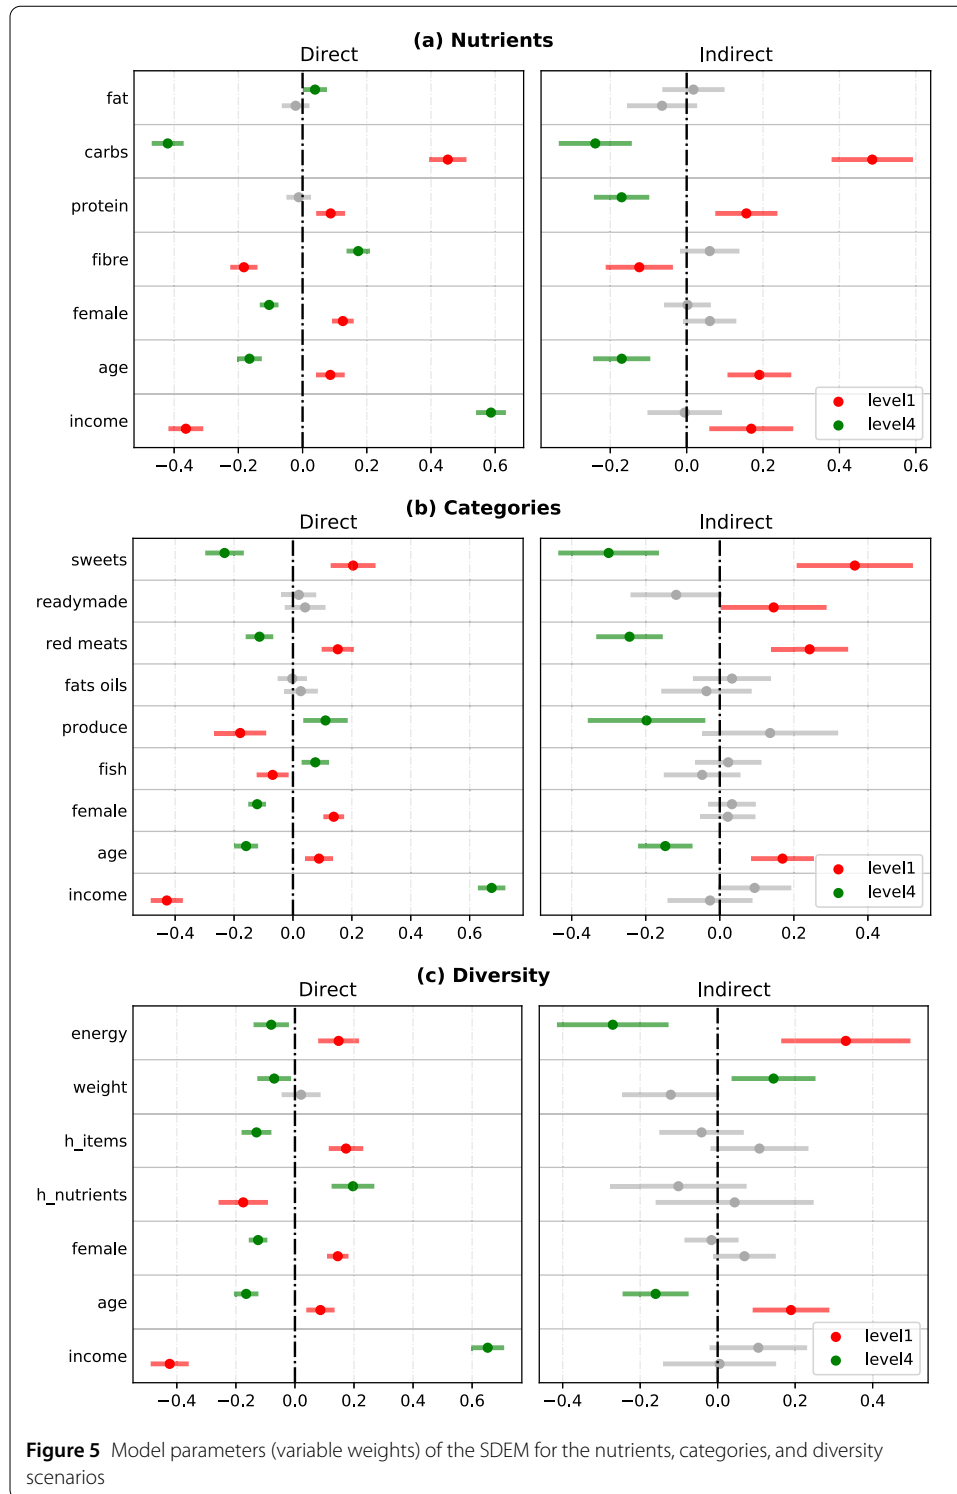 (a) Nutrients
Direct
Indirect
fat
carbs
protein
fibre
female
age
income
level1
level4
−0.4 −0.2 0.0 0.2 0.4 0.6
−0.2 0.0 0.2 0.4 0.6
(b) Categories
Direct
Indirect
sweets
readymade
red meats
fats oils
produce
fish
female
age
income
level1
level4
−0.4 −0.2 0.0 0.2 0.4 0.6
−0.4 −0.2 0.0 0.2 0.4
(c) Diversity
Direct
Indirect
energy
weight
h_items
h_nutrients
female
age
income
level1
level4
−0.4 −0.2 0.0 0.2 0.4 0.6
−0.4 −0.2 0.0 0.2 0.4
Figure 5 Model parameters (variable weights) of the SDEM for the nutrients, categories, and diversity
scenarios